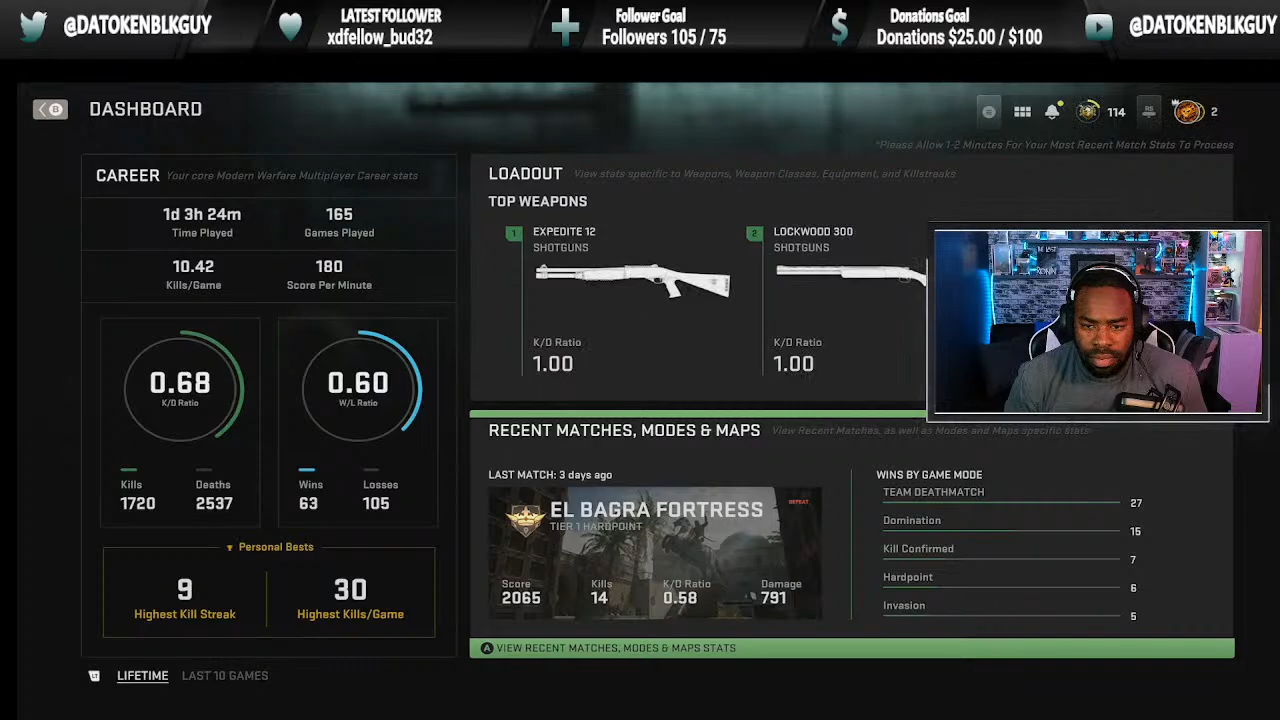 @DATOKENBLKGUY
LATEST FOLLOWER
xdfellow_bud32
Follower Goal
Followers 105 / 75
Donations Goal
Donations $25.00 / $100
@DATOKENBLKGUY
B
DASHBOARD
114
RS
2
*Please Allow 1-2 Minutes For Your Most Recent Match Stats To Process
CAREER Your core Modern Warfare Multiplayer Career stats
1d 3h 24m
Time Played
165
Games Played
10.42
Kills/Game
180
Score Per Minute
0.68
K/D Ratio
Kills
1720
Deaths
2537
0.60
W/L Ratio
Wins
63
Losses
105
Personal Bests
9
Highest Kill Streak
30
Highest Kills/Game
LOADOUT View stats specific to Weapons, Weapon Classes, Equipment, and Killstreaks
TOP WEAPONS
1
EXPEDITE 12
SHOTGUNS
K/D Ratio
1.00
2
LOCKWOOD 300
SHOTGUNS
K/D Ratio
1.00
RECENT MATCHES, MODES & MAPS View Recent Matches, as well as Modes and Maps specific stats
LAST MATCH: 3 days ago
EL BAGRA FORTRESS
TIER 1 HARDPOINT
DEFEAT
Score
2065
Kills
14
K/D Ratio
0.58
Damage
791
WINS BY GAME MODE
TEAM DEATHMATCH
27
Domination
15
Kill Confirmed
7
Hardpoint
6
Invasion
5
A VIEW RECENT MATCHES, MODES & MAPS STATS
LT LIFETIME LAST 10 GAMES